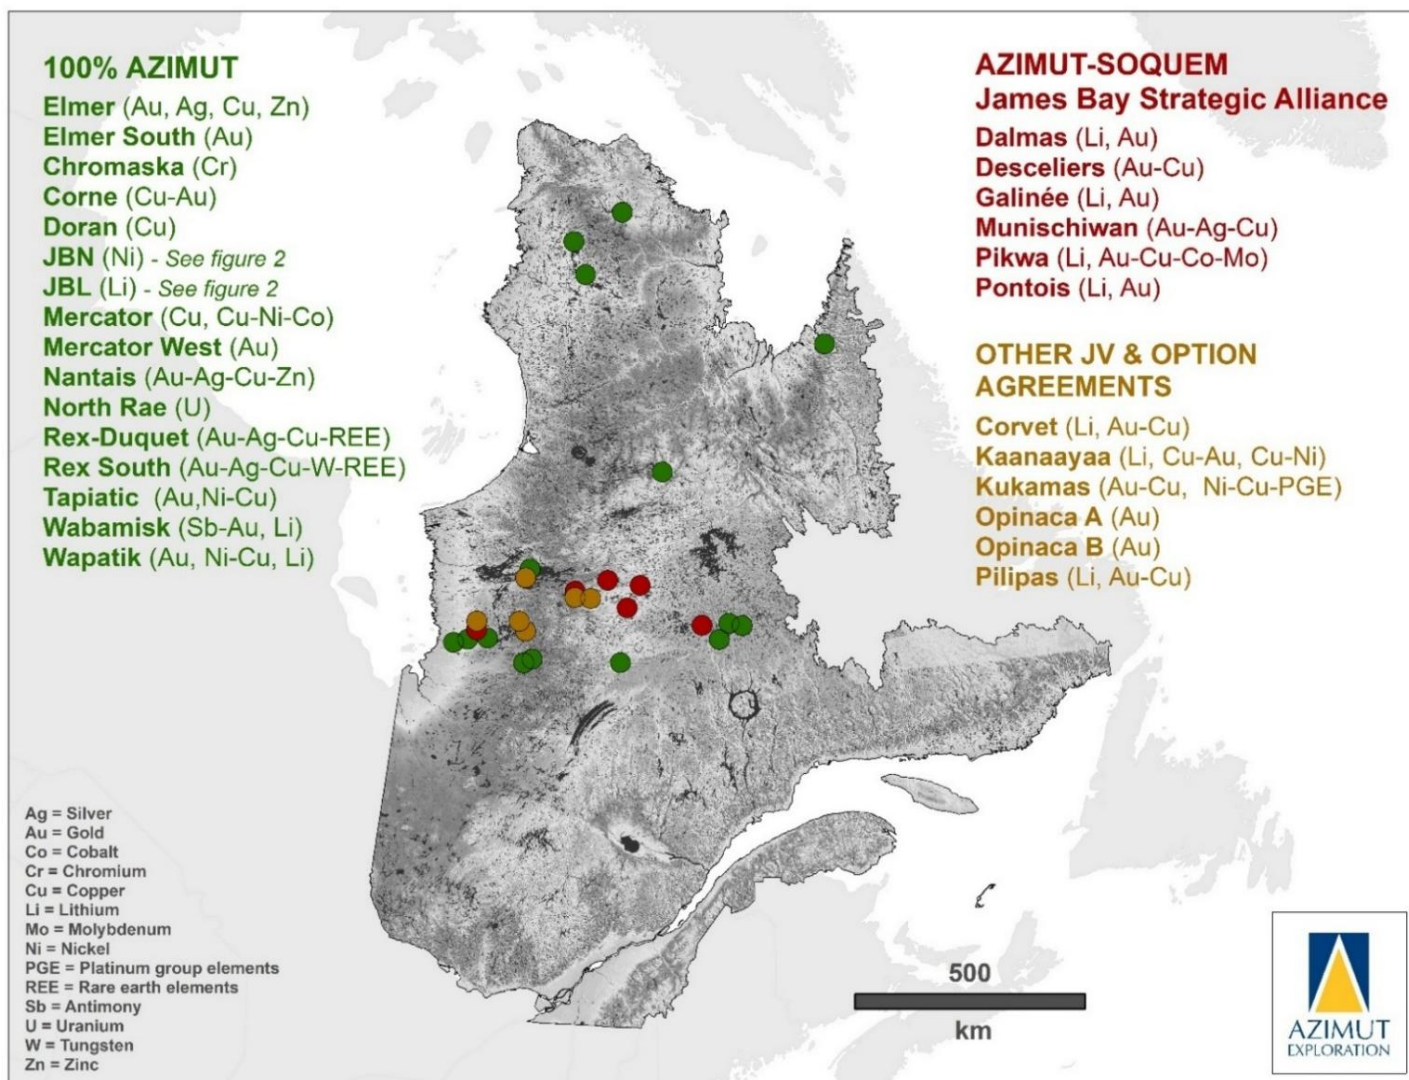 100% AZIMUT
Elmer (Au, Ag, Cu, Zn)
Elmer South (Au)
Chromaska (Cr)
Corne (Cu-Au)
Doran (Cu)
JBN (Ni) - See figure 2
JBL (Li) - See figure 2
Mercator (Cu, Cu-Ni-Co)
Mercator West (Au)
Nantais (Au-Ag-Cu-Zn)
North Rae (U)
Rex-Duquet (Au-Ag-Cu-REE)
Rex South (Au-Ag-Cu-W-REE)
Tapiatic (Au,Ni-Cu)
Wabamisk (Sb-Au, Li)
Wapatik (Au, Ni-Cu, Li)
AZIMUT-SOQUEM
James Bay Strategic Alliance
Dalmas (Li, Au)
Desceliers (Au-Cu)
Galinée (Li, Au)
Munischiwan (Au-Ag-Cu)
Pikwa (Li, Au-Cu-Co-Mo)
Pontois (Li, Au)
OTHER JV & OPTION
AGREEMENTS
Corvet (Li, Au-Cu)
Kaanaayaa (Li, Cu-Au, Cu-Ni)
Kukamas (Au-Cu, Ni-Cu-PGE)
Opinaca A (Au)
Opinaca B (Au)
Pilipas (Li, Au-Cu)
Ag = Silver
Au = Gold
Co = Cobalt
Cr = Chromium
Cu = Copper
Li = Lithium
Mo = Molybdenum
Ni = Nickel
PGE = Platinum group elements
REE = Rare earth elements
Sb = Antimony
U = Uranium
W = Tungsten
Zn = Zinc
500
km
AZIMUT
EXPLORATION